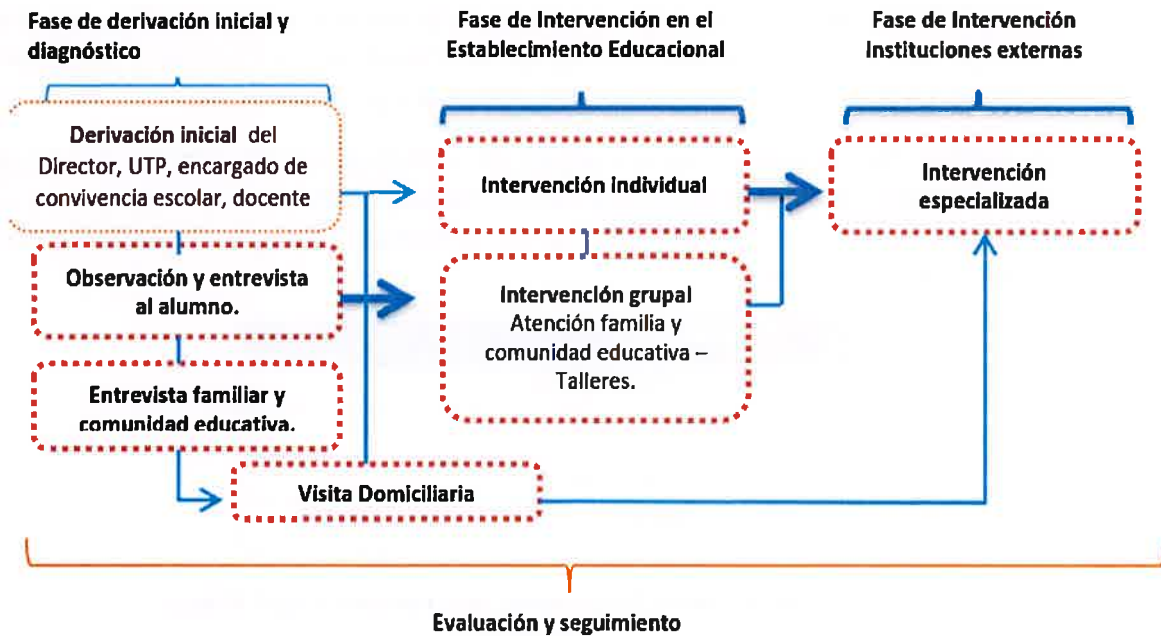 Fase de derivación inicial y
diagnóstico
Fase de Intervención en el
Establecimiento Educacional
Fase de Intervención
Instituciones externas
Derivación inicial del
Director, UTP, encargado de
convivencia escolar, docente
Intervención individual
Intervención
especializada
Observación y entrevista
al alumno.
Intervención grupal
Atención familia y
comunidad educativa –
Talleres.
Entrevista familiar y
comunidad educativa.
Visita Domiciliaria
Evaluación y seguimiento